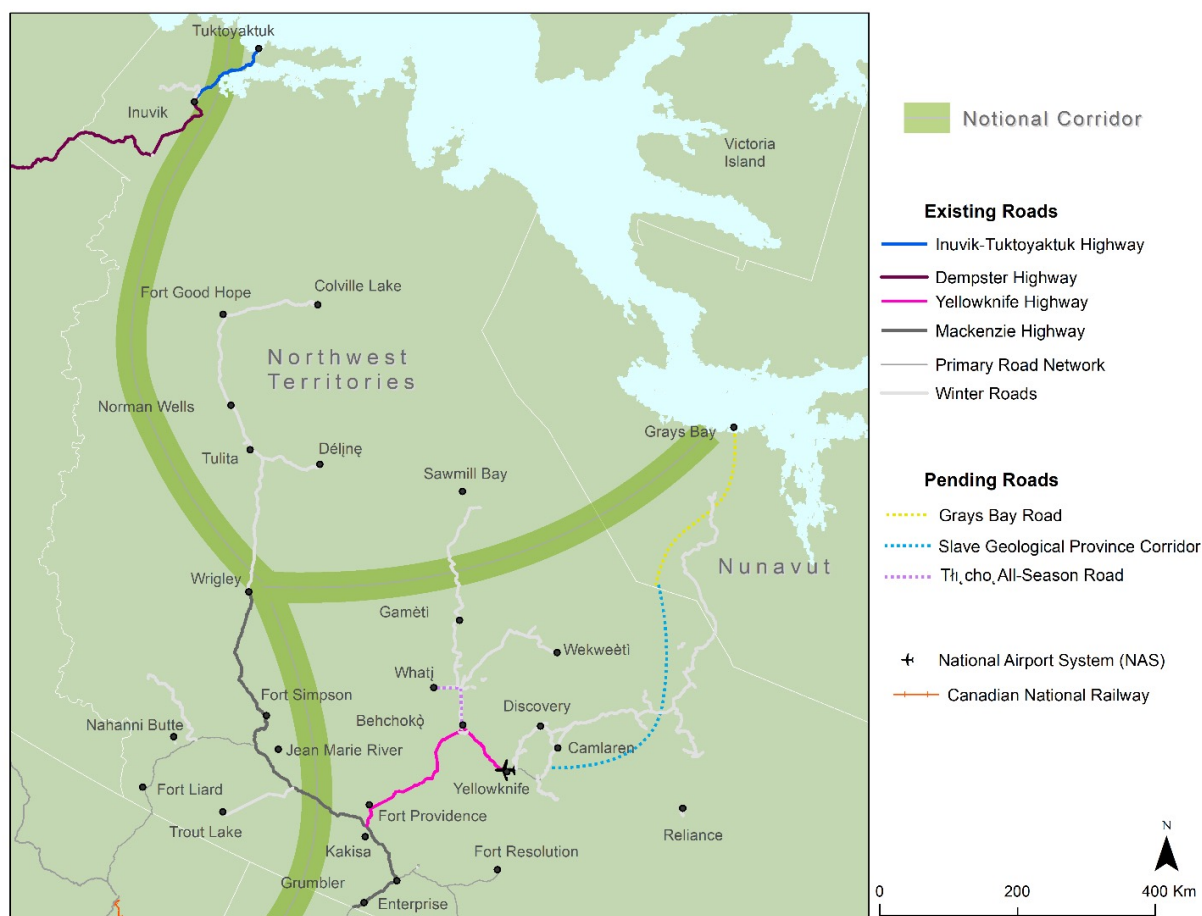 Tuktoyaktuk
Inuvik
Victoria
Island
Colville Lake
Fort Good Hope
Northwest
Territories
Norman Wells
Grays Bay
Tulita
Délįnę
Sawmill Bay
Nunavut
Wrigley
Gamètì
Wekweètì
Whatì
Fort Simpson
Discovery
Nahanni Butte
Behchokǫ̀
Jean Marie River
Camlaren
Yellowknife
Fort Liard
Fort Providence
Trout Lake
Reliance
Kakisa
Fort Resolution
Grumbler
Enterprise
Notional Corridor
Existing Roads
Inuvik-Tuktoyaktuk Highway
Dempster Highway
Yellowknife Highway
Mackenzie Highway
Primary Road Network
Winter Roads
Pending Roads
Grays Bay Road
Slave Geological Province Corridor
Tłı̨chǫ All-Season Road
National Airport System (NAS)
Canadian National Railway
N
0 200 400 Km